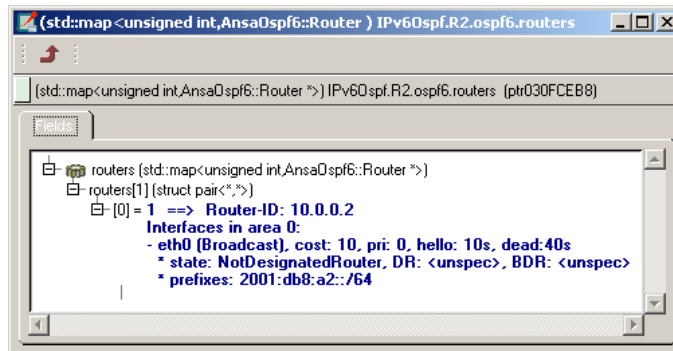 (std::map<unsigned int,AnsaOspf6::Router ) IPv6Ospf.R2.ospf6.routers
(std::map<unsigned int,AnsaOspf6::Router *>) IPv6Ospf.R2.ospf6.routers (ptr030FCEB8)
Fields
routers (std::map<unsigned int,AnsaOspf6::Router *>)
routers[1] (struct pair<*,*>)
[0] = 1 ==> Router-ID: 10.0.0.2
Interfaces in area 0:
- eth0 (Broadcast), cost: 10, pri: 0, hello: 10s, dead:40s
* state: NotDesignatedRouter, DR: <unspec>, BDR: <unspec>
* prefixes: 2001:db8:a2::/64